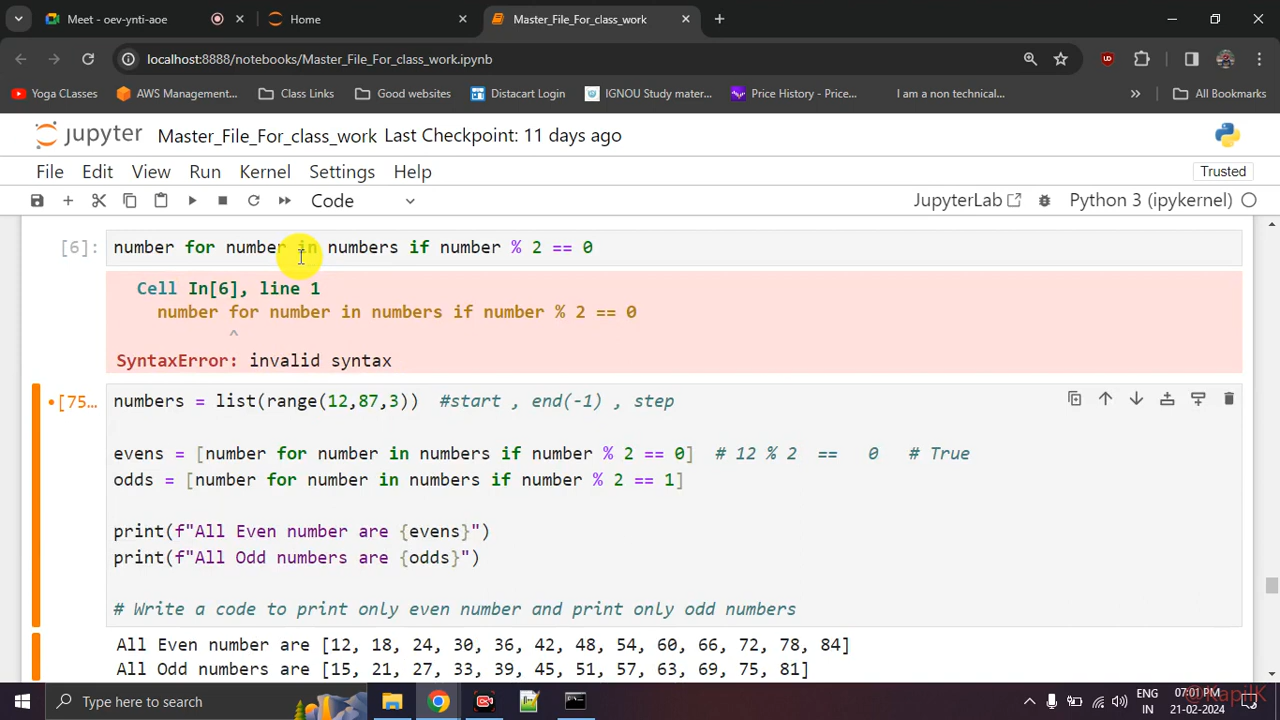 Meet - oev-ynti-aoe
Home
Master_File_For_class_work
localhost:8888/notebooks/Master_File_For_class_work.ipynb
Yoga CLasses
AWS Management...
Class Links
Good websites
Distacart Login
IGNOU Study mater...
Price History - Price...
I am a non technical...
All Bookmarks
jupyter Master_File_For_class_work Last Checkpoint: 11 days ago
File Edit View Run Kernel Settings Help
Trusted
Code
JupyterLab
Python 3 (ipykernel)
[6]: number for number in numbers if number % 2 == 0
Cell In[6], line 1
number for number in numbers if number % 2 == 0
^
SyntaxError: invalid syntax
[75... numbers = list(range(12,87,3)) #start , end(-1) , step
evens = [number for number in numbers if number % 2 == 0] # 12 % 2 == 0 # True
odds = [number for number in numbers if number % 2 == 1]
print(f"All Even number are {evens}")
print(f"All Odd numbers are {odds}")
# Write a code to print only even number and print only odd numbers
All Even number are [12, 18, 24, 30, 36, 42, 48, 54, 60, 66, 72, 78, 84]
All Odd numbers are [15, 21, 27, 33, 39, 45, 51, 57, 63, 69, 75, 81]
Type here to search
ENG
IN
07:01 PM
21-02-2024
@KapilK